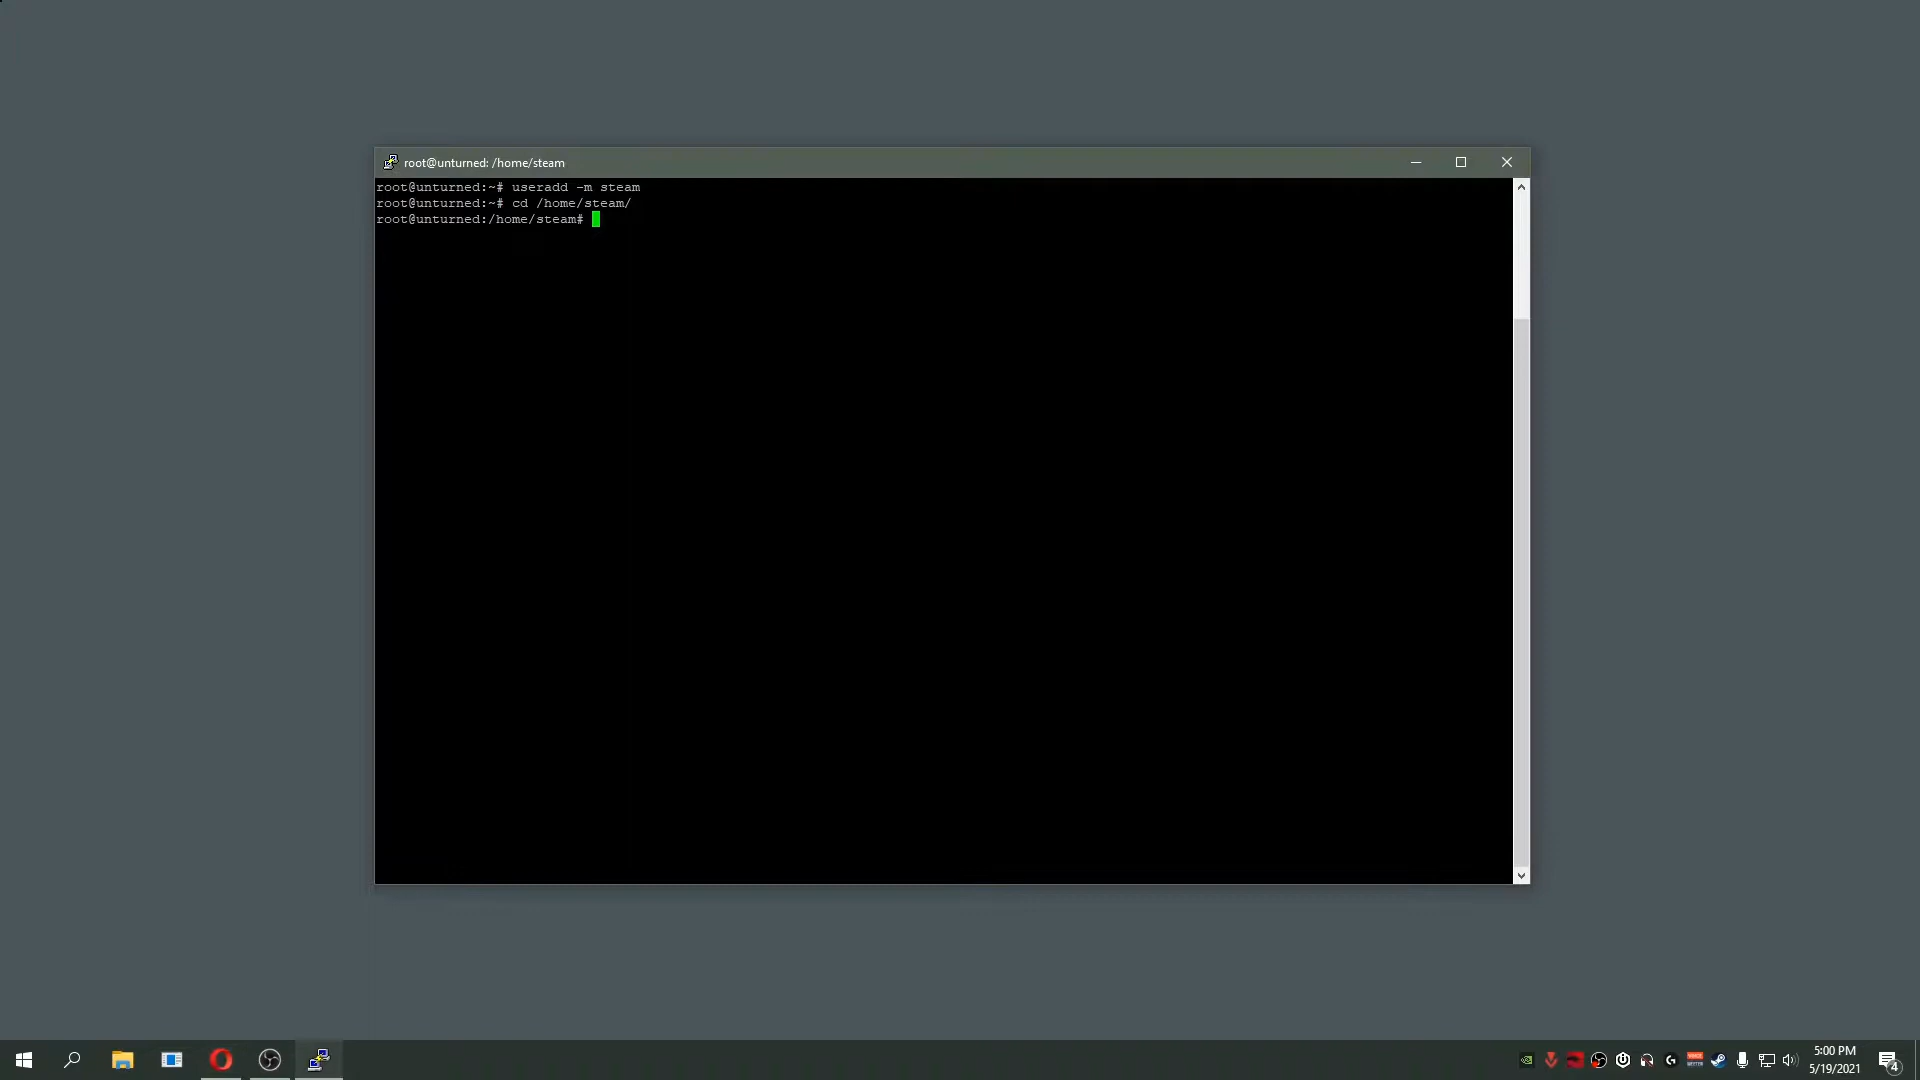 root@unturned: /home/steam
root@unturned:~# useradd -m steam
root@unturned:~# cd /home/steam/
root@unturned:/home/steam#
5:00 PM
5/19/2021
4